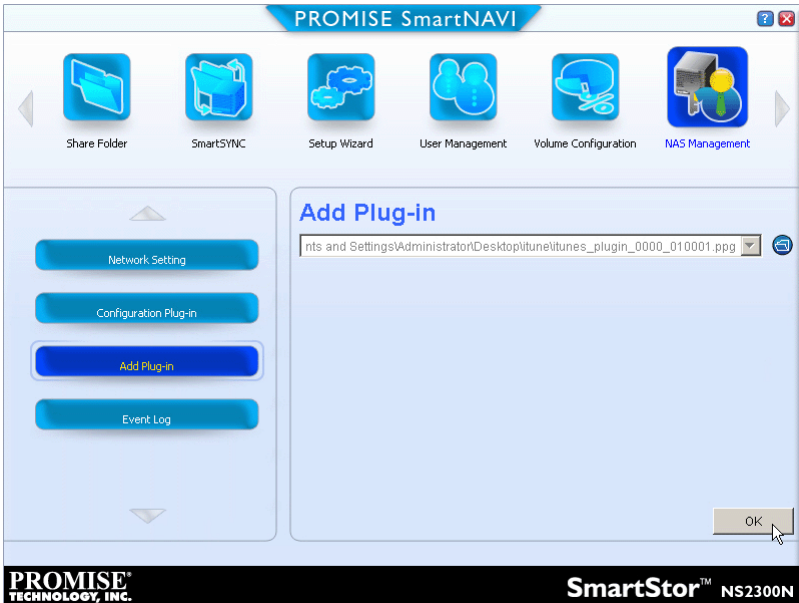 PROMISE SmartNAVI
?
Share Folder
SmartSYNC
Setup Wizard
User Management
Volume Configuration
NAS Management
Network Setting
Configuration Plug-in
Add Plug-in
Event Log
Add Plug-in
nts and Settings\Administrator\Desktop\itune\itunes_plugin_0000_010001.ppg
OK
PROMISE®
TECHNOLOGY, INC.
SmartStor™ NS2300N